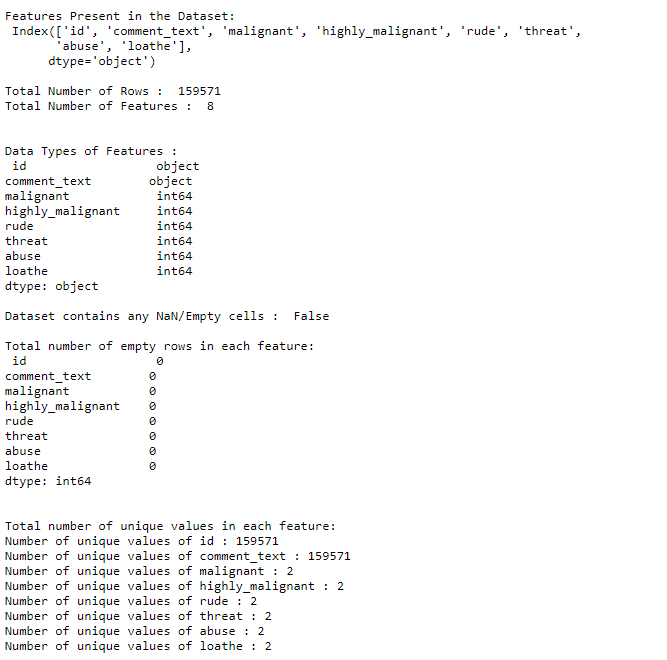 Features Present in the Dataset:
 Index(['id', 'comment_text', 'malignant', 'highly_malignant', 'rude', 'threat',
       'abuse', 'loathe'],
      dtype='object')

Total Number of Rows :  159571
Total Number of Features :  8


Data Types of Features :
 id                  object
comment_text        object
malignant            int64
highly_malignant     int64
rude                 int64
threat               int64
abuse                int64
loathe               int64
dtype: object

Dataset contains any NaN/Empty cells :  False

Total number of empty rows in each feature:
 id                  0
comment_text        0
malignant           0
highly_malignant    0
rude                0
threat              0
abuse               0
loathe              0
dtype: int64


Total number of unique values in each feature:
Number of unique values of id : 159571
Number of unique values of comment_text : 159571
Number of unique values of malignant : 2
Number of unique values of highly_malignant : 2
Number of unique values of rude : 2
Number of unique values of threat : 2
Number of unique values of abuse : 2
Number of unique values of loathe : 2